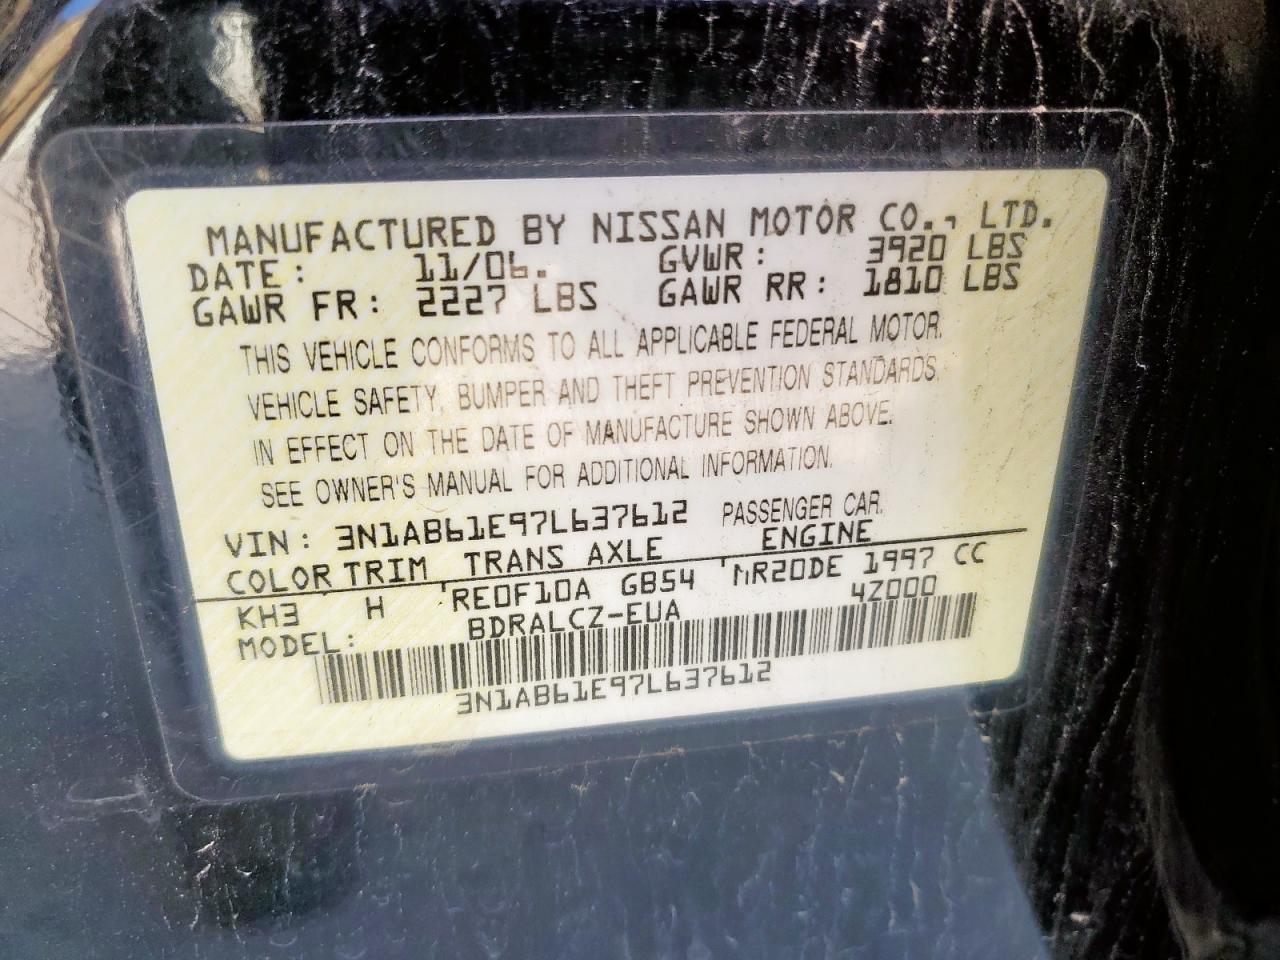 MANUFACTURED BY NISSAN MOTOR CO., LTD.
DATE: 11/06. GVWR: 3920 LBS
GAWR FR: 2227 LBS GAWR RR: 1810 LBS
THIS VEHICLE CONFORMS TO ALL APPLICABLE FEDERAL MOTOR.
VEHICLE SAFETY, BUMPER AND THEFT PREVENTION STANDARDS.
IN EFFECT ON THE DATE OF MANUFACTURE SHOWN ABOVE.
SEE OWNER'S MANUAL FOR ADDITIONAL INFORMATION.
VIN: 3N1AB61E97L637612 PASSENGER CAR.
COLOR TRIM TRANS AXLE ENGINE
KH3 H RE0F10A GB54 MR20DE 1997 CC
MODEL: BDRALCZ-EUA 4Z000
3N1AB61E97L637612